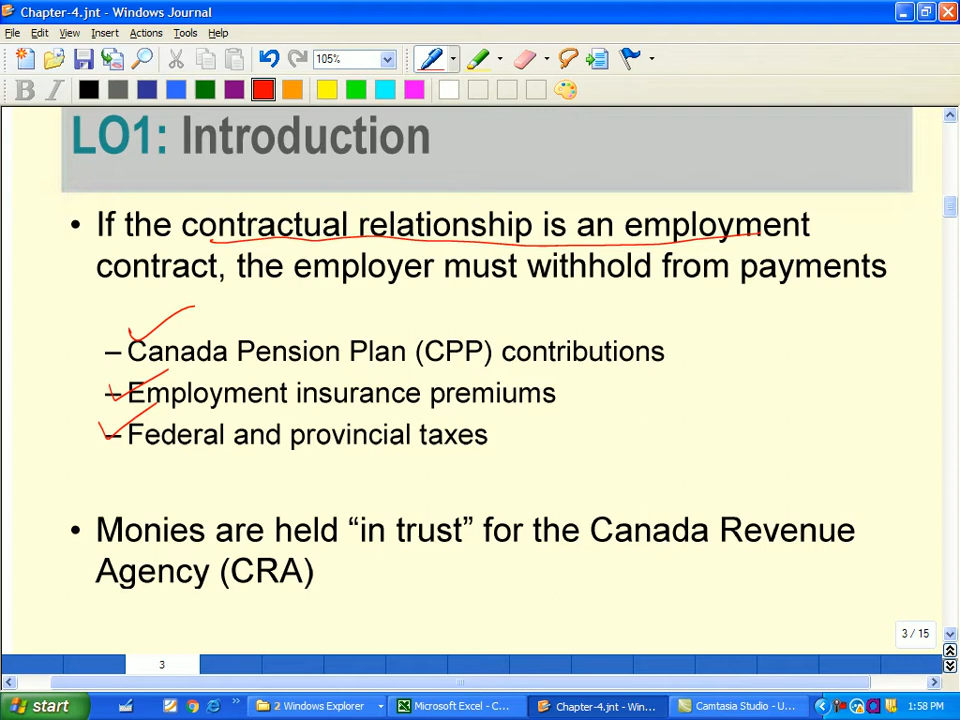 Chapter-4.jnt - Windows Journal
File Edit View Insert Actions Tools Help
105%
B I
LO1: Introduction
• If the contractual relationship is an employment
contract, the employer must withhold from payments
– Canada Pension Plan (CPP) contributions
– Employment insurance premiums
– Federal and provincial taxes
• Monies are held “in trust” for the Canada Revenue
Agency (CRA)
3 / 15
3
start » 2 Windows Explorer Microsoft Excel - C... Chapter-4.jnt - Win... Camtasia Studio - U... 1:58 PM